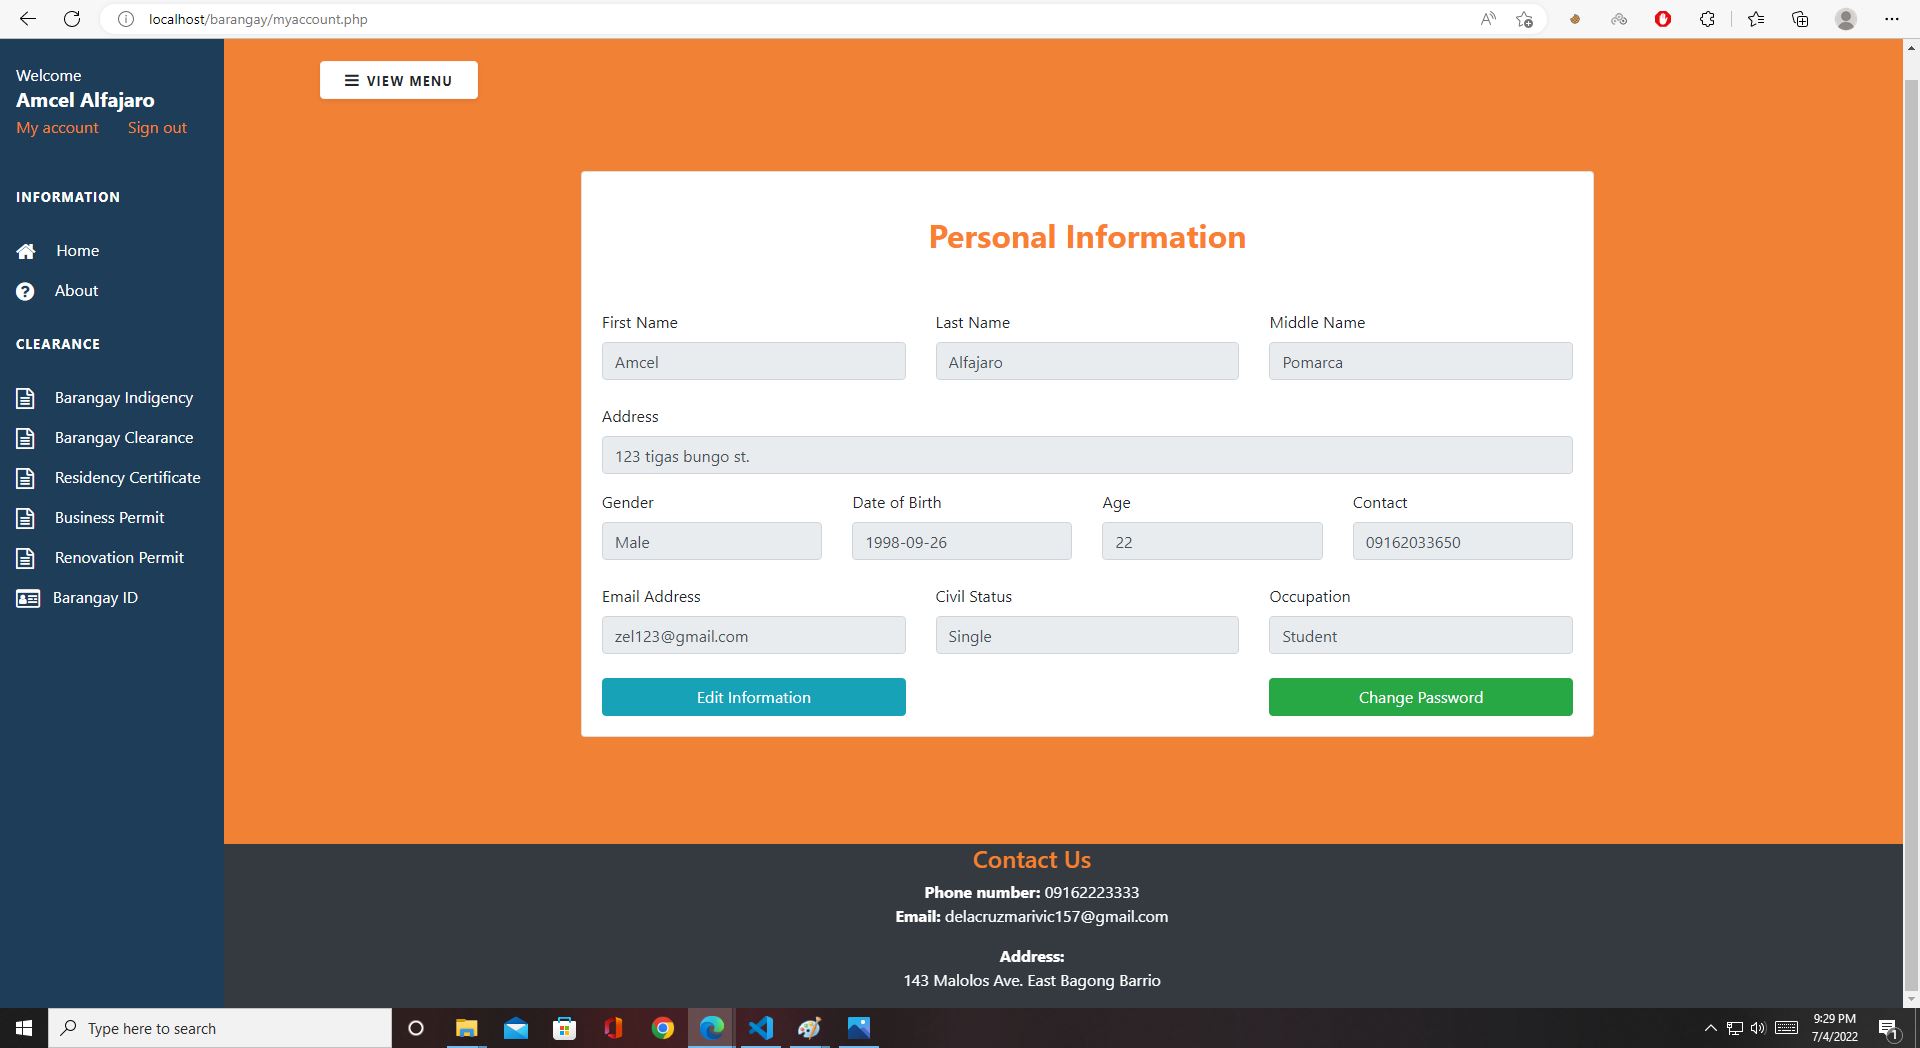 localhost/barangay/myaccount.php
Welcome
Amcel Alfajaro
My account Sign out
INFORMATION
Home
About
CLEARANCE
Barangay Indigency
Barangay Clearance
Residency Certificate
Business Permit
Renovation Permit
Barangay ID
VIEW MENU
Personal Information
First Name Last Name Middle Name
Amcel Alfajaro Pomarca
Address
123 tigas bungo st.
Gender Date of Birth Age Contact
Male 1998-09-26 22 09162033650
Email Address Civil Status Occupation
zel123@gmail.com Single Student
Edit Information Change Password
Contact Us
Phone number: 09162223333
Email: delacruzmarivic157@gmail.com
Address:
143 Malolos Ave. East Bagong Barrio
Type here to search
9:29 PM
7/4/2022
1